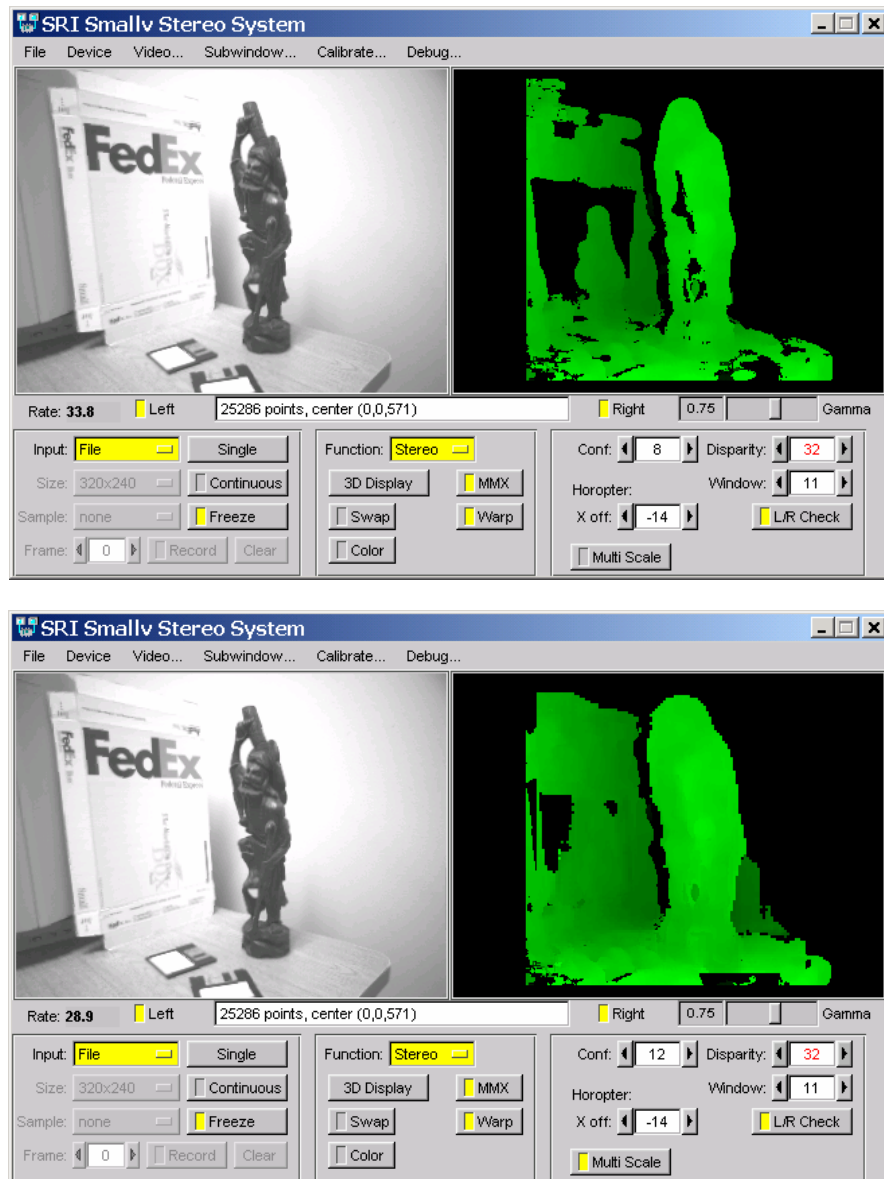 SRI Smallv Stereo System
File Device Video... Subwindow... Calibrate... Debug...
FedEx
FedEx
Federal Express
Rate: 33.8 Left 25286 points, center (0,0,571) Right 0.75 Gamma
Input: File Single Function: Stereo Conf: 8 Disparity: 32
Size: 320x240 Continuous 3D Display MMX Horopter: Window: 11
Sample: none Freeze Swap Warp X off: -14 L/R Check
Frame: 0 Record Clear Color Multi Scale
SRI Smallv Stereo System
File Device Video... Subwindow... Calibrate... Debug...
FedEx
FedEx
Federal Express
Rate: 28.9 Left 25286 points, center (0,0,571) Right 0.75 Gamma
Input: File Single Function: Stereo Conf: 12 Disparity: 32
Size: 320x240 Continuous 3D Display MMX Horopter: Window: 11
Sample: none Freeze Swap Warp X off: -14 L/R Check
Frame: 0 Record Clear Color Multi Scale